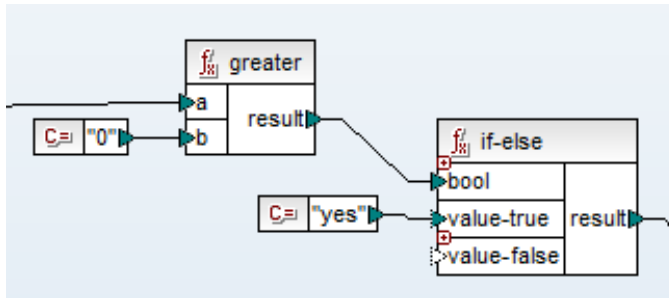 greater
a
result
C= "0"
b
if-else
bool
C= "yes"
value-true
result
value-false